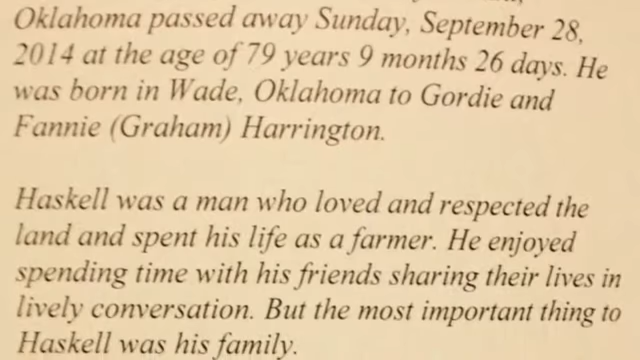 Oklahoma passed away Sunday, September 28,
2014 at the age of 79 years 9 months 26 days. He
was born in Wade, Oklahoma to Gordie and
Fannie (Graham) Harrington.
Haskell was a man who loved and respected the
land and spent his life as a farmer. He enjoyed
spending time with his friends sharing their lives in
lively conversation. But the most important thing to
Haskell was his family.